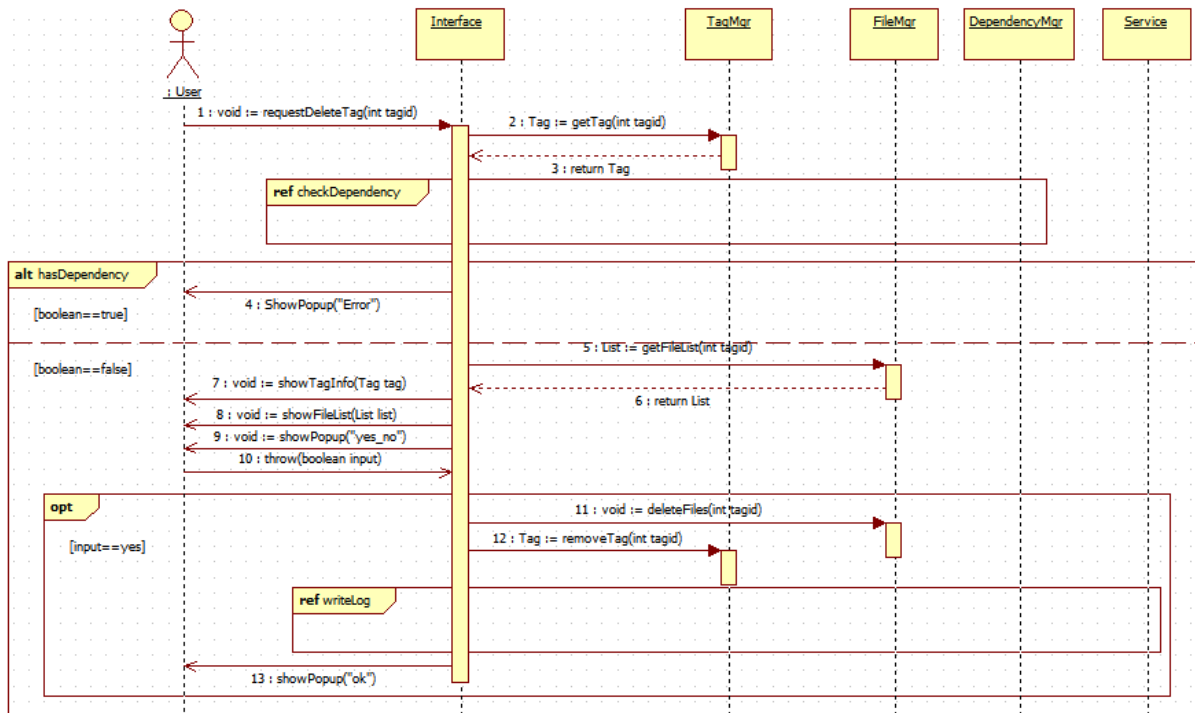 Interface
TagMgr
FileMgr
DependencyMgr
Service
: User
1 : void := requestDeleteTag(int tagid)
2 : Tag := getTag(int tagid)
3 : return Tag
ref checkDependency
alt hasDependency
4 : ShowPopup("Error")
[boolean==true]
5 : List := getFileList(int tagid)
[boolean==false]
7 : void := showTagInfo(Tag tag)
6 : return List
8 : void := showFileList(List list)
9 : void := showPopup("yes_no")
10 : throw(boolean input)
opt
11 : void := deleteFiles(int tagid)
[input==yes]
12 : Tag := removeTag(int tagid)
ref writeLog
13 : showPopup("ok")